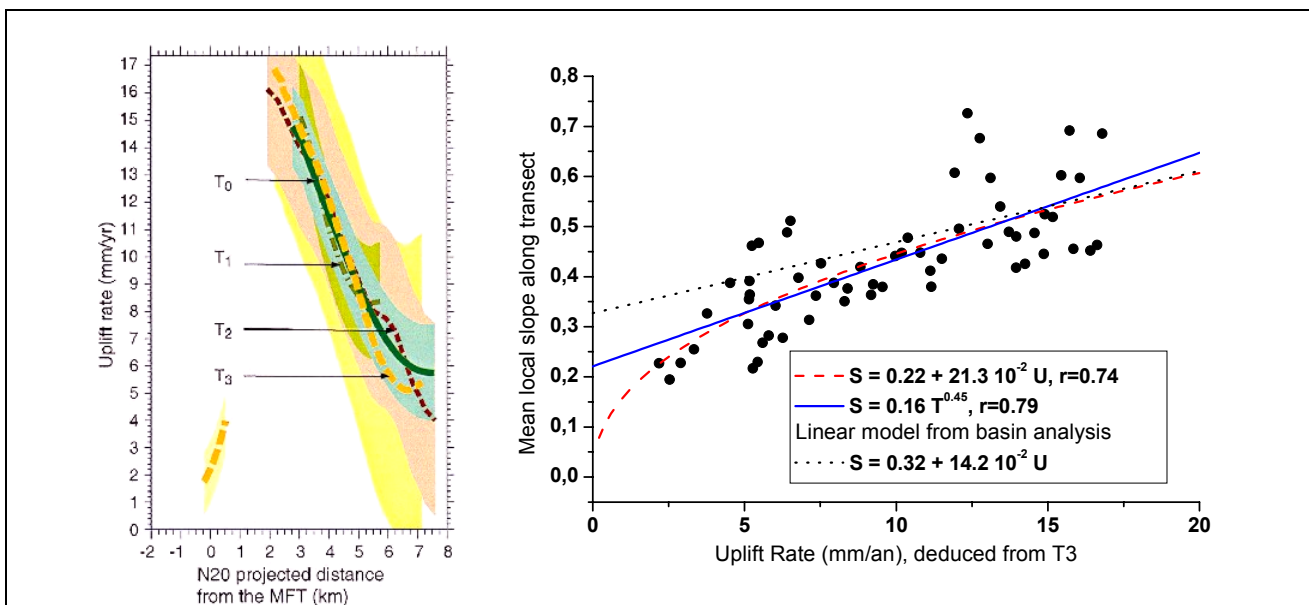 17
16
15
14
13
12
11
10
9
8
7
6
5
4
3
2
1
0
Uplift rate (mm/yr)
T0
T1
T2
T3
-2 -1 0 1 2 3 4 5 6 7 8
N20 projected distance
from the MFT (km)
0,8
0,7
0,6
0,5
0,4
0,3
0,2
0,1
0,0
Mean local slope along transect
S = 0.22 + 21.3 10-2 U, r=0.74
S = 0.16 T0.45, r=0.79
Linear model from basin analysis
S = 0.32 + 14.2 10-2 U
0 5 10 15 20
Uplift Rate (mm/an), deduced from T3